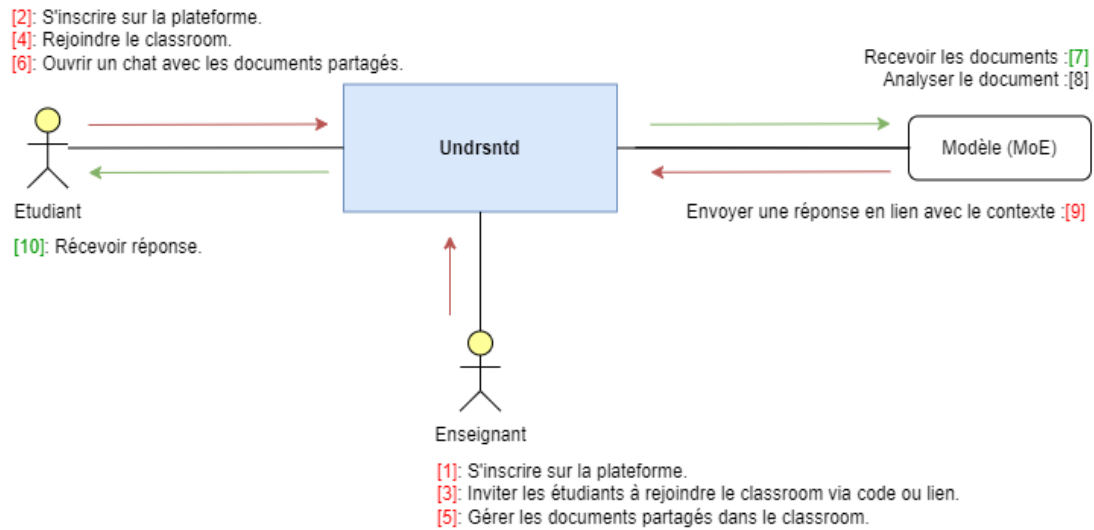 [2]: S'inscrire sur la plateforme.
[4]: Rejoindre le classroom.
[6]: Ouvrir un chat avec les documents partagés.
Recevoir les documents :[7]
Analyser le document :[8]
Undrsntd
Modèle (MoE)
Etudiant
Envoyer une réponse en lien avec le contexte :[9]
[10]: Récevoir réponse.
Enseignant
[1]: S'inscrire sur la plateforme.
[3]: Inviter les étudiants à rejoindre le classroom via code ou lien.
[5]: Gérer les documents partagés dans le classroom.